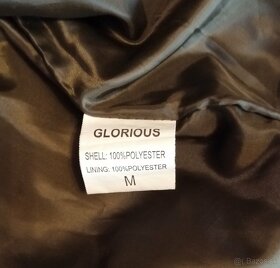 GLORIOUS
SHELL: 100%POLYESTER
LINING: 100%POLYESTER
M